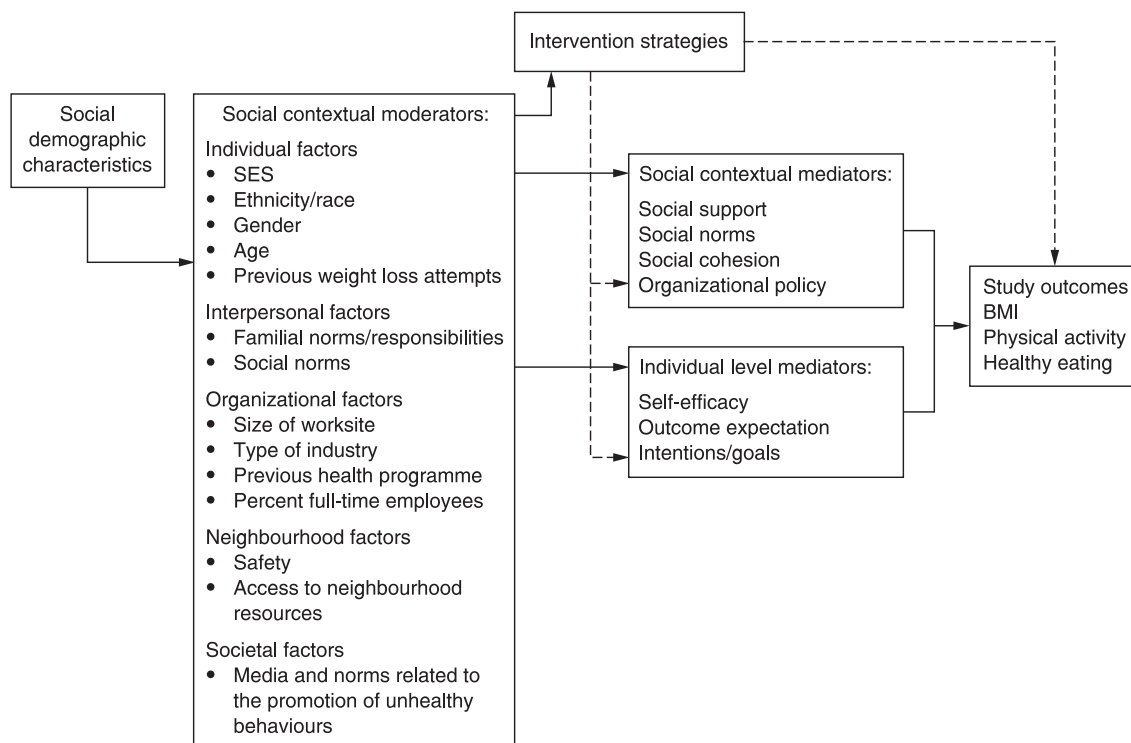 Intervention strategies
Social
demographic
characteristics
Social contextual moderators:
Individual factors
• SES
• Ethnicity/race
• Gender
• Age
• Previous weight loss attempts
Interpersonal factors
• Familial norms/responsibilities
• Social norms
Organizational factors
• Size of worksite
• Type of industry
• Previous health programme
• Percent full-time employees
Neighbourhood factors
• Safety
• Access to neighbourhood
resources
Societal factors
• Media and norms related to
the promotion of unhealthy
behaviours
Social contextual mediators:
Social support
Social norms
Social cohesion
Organizational policy
Individual level mediators:
Self-efficacy
Outcome expectation
Intentions/goals
Study outcomes
BMI
Physical activity
Healthy eating